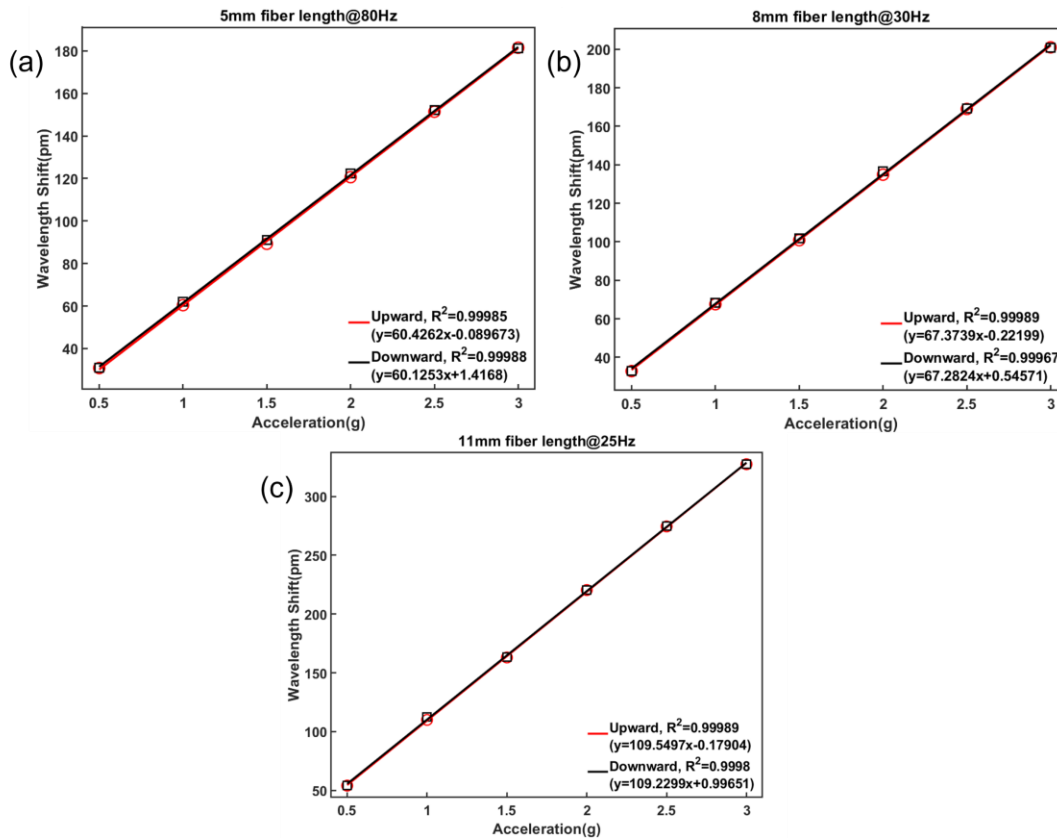 5mm fiber length@80Hz
(a)
Wavelength Shift(pm)
180
160
140
120
100
80
60
40
Upward, R²=0.99985
(y=60.4262x-0.089673)
Downward, R²=0.99988
(y=60.1253x+1.4168)
0.5 1 1.5 2 2.5 3
Acceleration(g)
8mm fiber length@30Hz
(b)
Wavelength Shift(pm)
200
180
160
140
120
100
80
60
40
Upward, R²=0.99989
(y=67.3739x-0.22199)
Downward, R²=0.99967
(y=67.2824x+0.54571)
0.5 1 1.5 2 2.5 3
Acceleration(g)
11mm fiber length@25Hz
(c)
Wavelength Shift(pm)
300
250
200
150
100
50
Upward, R²=0.99989
(y=109.5497x-0.17904)
Downward, R²=0.9998
(y=109.2299x+0.99651)
0.5 1 1.5 2 2.5 3
Acceleration(g)